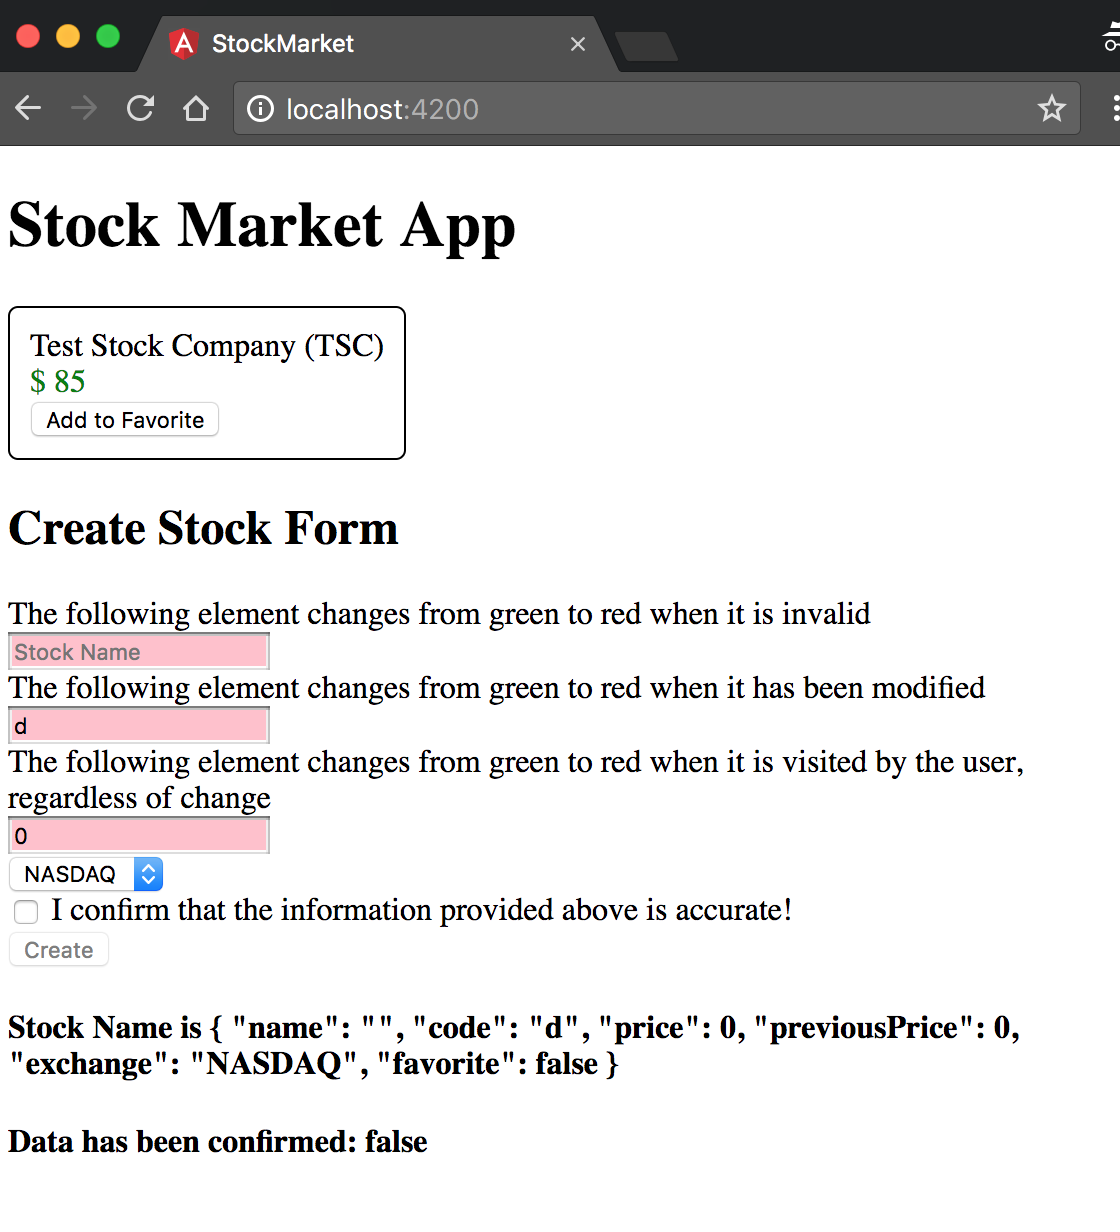 StockMarket
localhost:4200
Stock Market App
Test Stock Company (TSC)
$ 85
Add to Favorite
Create Stock Form
The following element changes from green to red when it is invalid
Stock Name
The following element changes from green to red when it has been modified
d
The following element changes from green to red when it is visited by the user,
regardless of change
0
NASDAQ
I confirm that the information provided above is accurate!
Create
Stock Name is { "name": "", "code": "d", "price": 0, "previousPrice": 0,
"exchange": "NASDAQ", "favorite": false }
Data has been confirmed: false